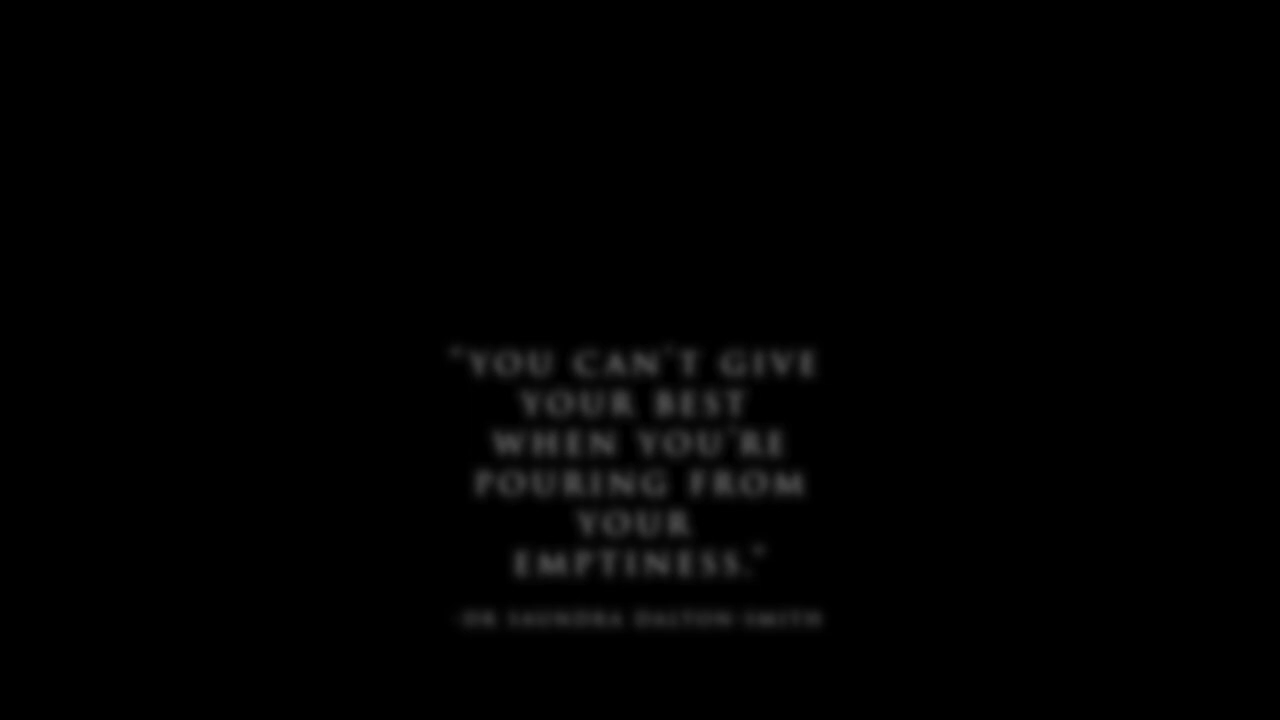 "YOU CAN'T GIVE
YOUR BEST
WHEN YOU'RE
POURING FROM
YOUR
EMPTINESS."
-DR SAUNDRA DALTON-SMITH